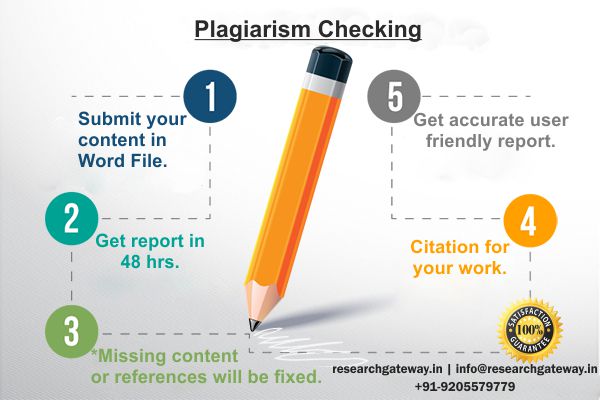 Plagiarism Checking
1
Submit your
content in
Word File.
2
Get report in
48 hrs.
3
*Missing content
or references will be fixed.
4
Citation for
your work.
5
Get accurate user
friendly report.
SATISFACTION
100%
GUARANTEE
researchgateway.in | info@researchgateway.in
+91-9205579779